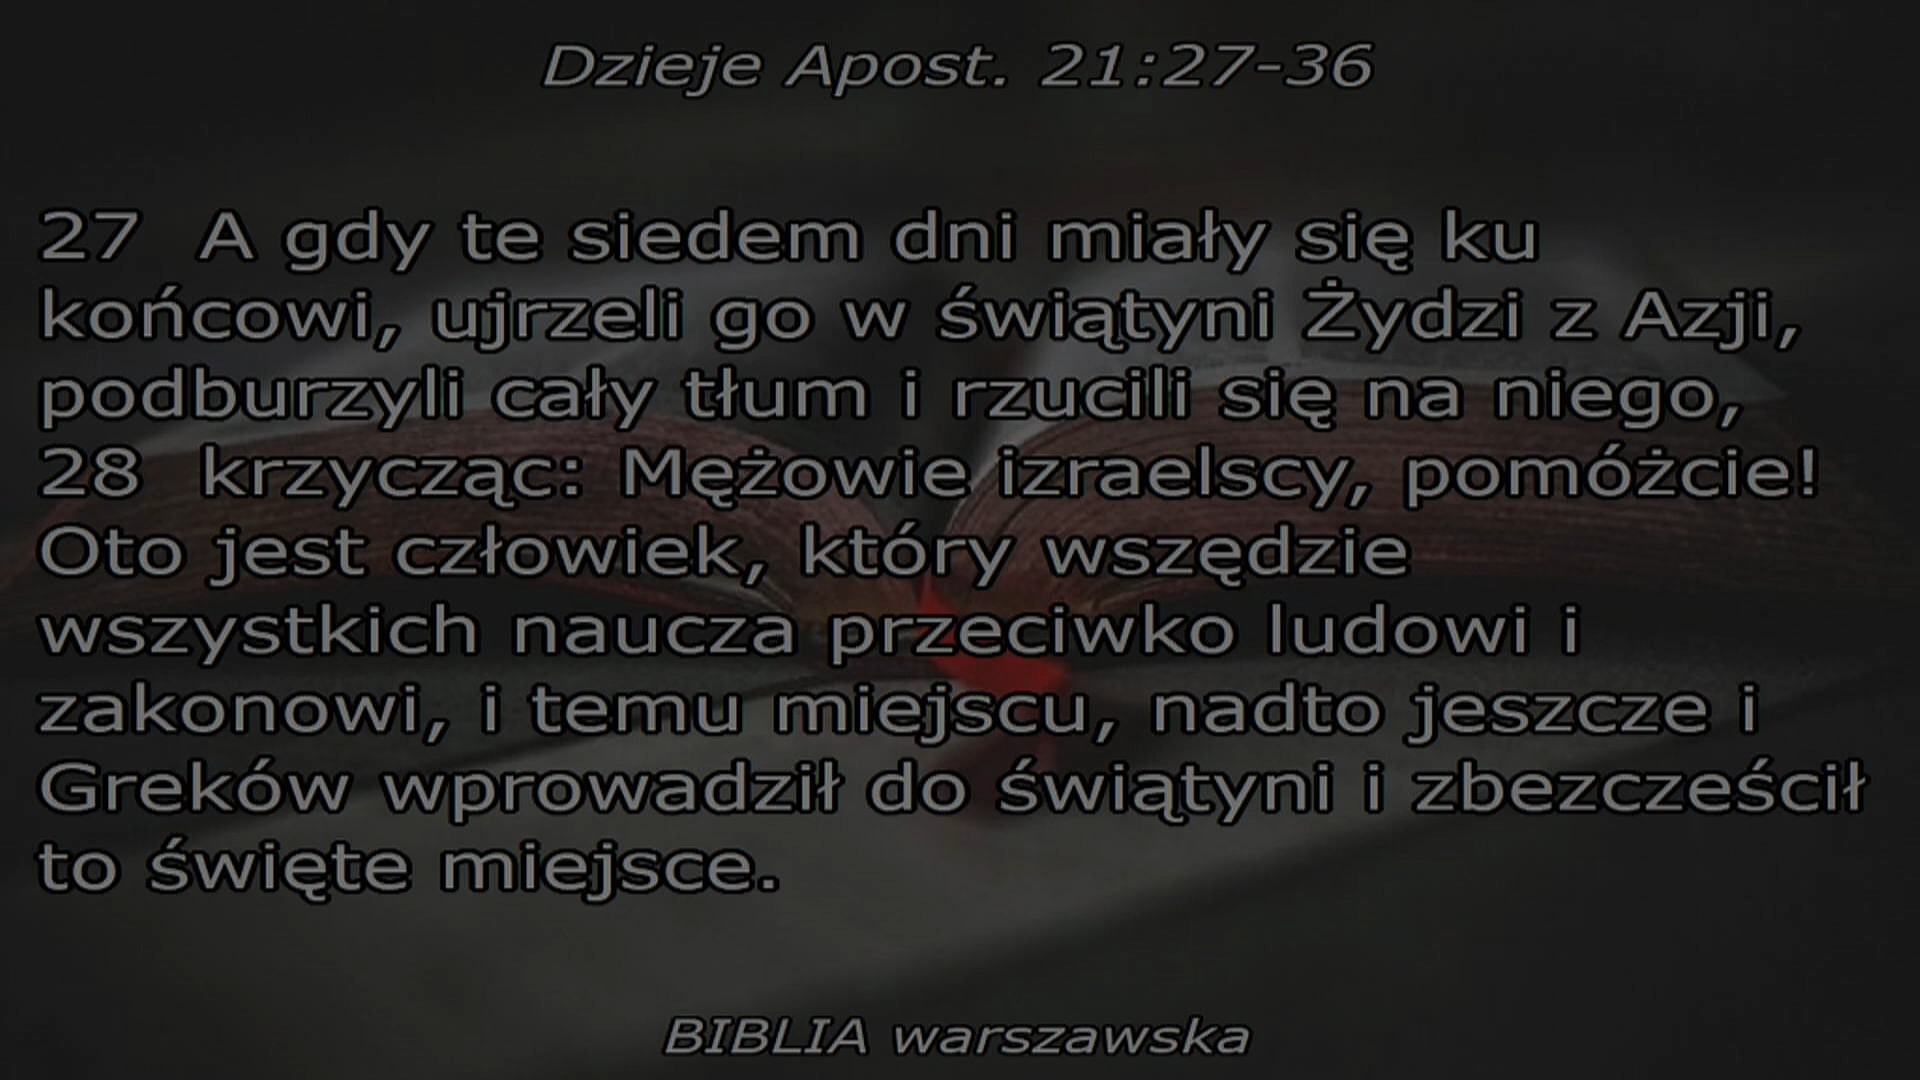 Dzieje Apost. 21:27-36
27 A gdy te siedem dni miały się ku
końcowi, ujrzeli go w świątyni Żydzi z Azji,
podburzyli cały tłum i rzucili się na niego,
28 krzycząc: Mężowie izraelscy, pomóżcie!
Oto jest człowiek, który wszędzie
wszystkich naucza przeciwko ludowi i
zakonowi, i temu miejscu, nadto jeszcze i
Greków wprowadził do świątyni i zbezcześcił
to święte miejsce.
BIBLIA warszawska